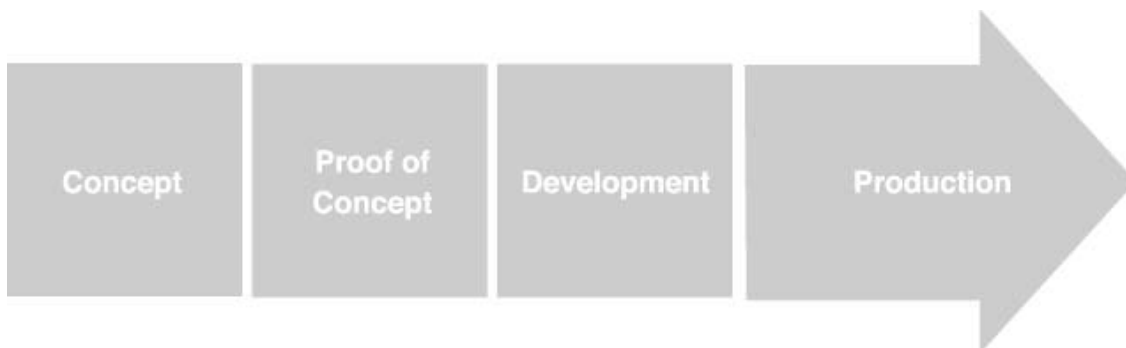 Concept
Proof of
Concept
Development
Production